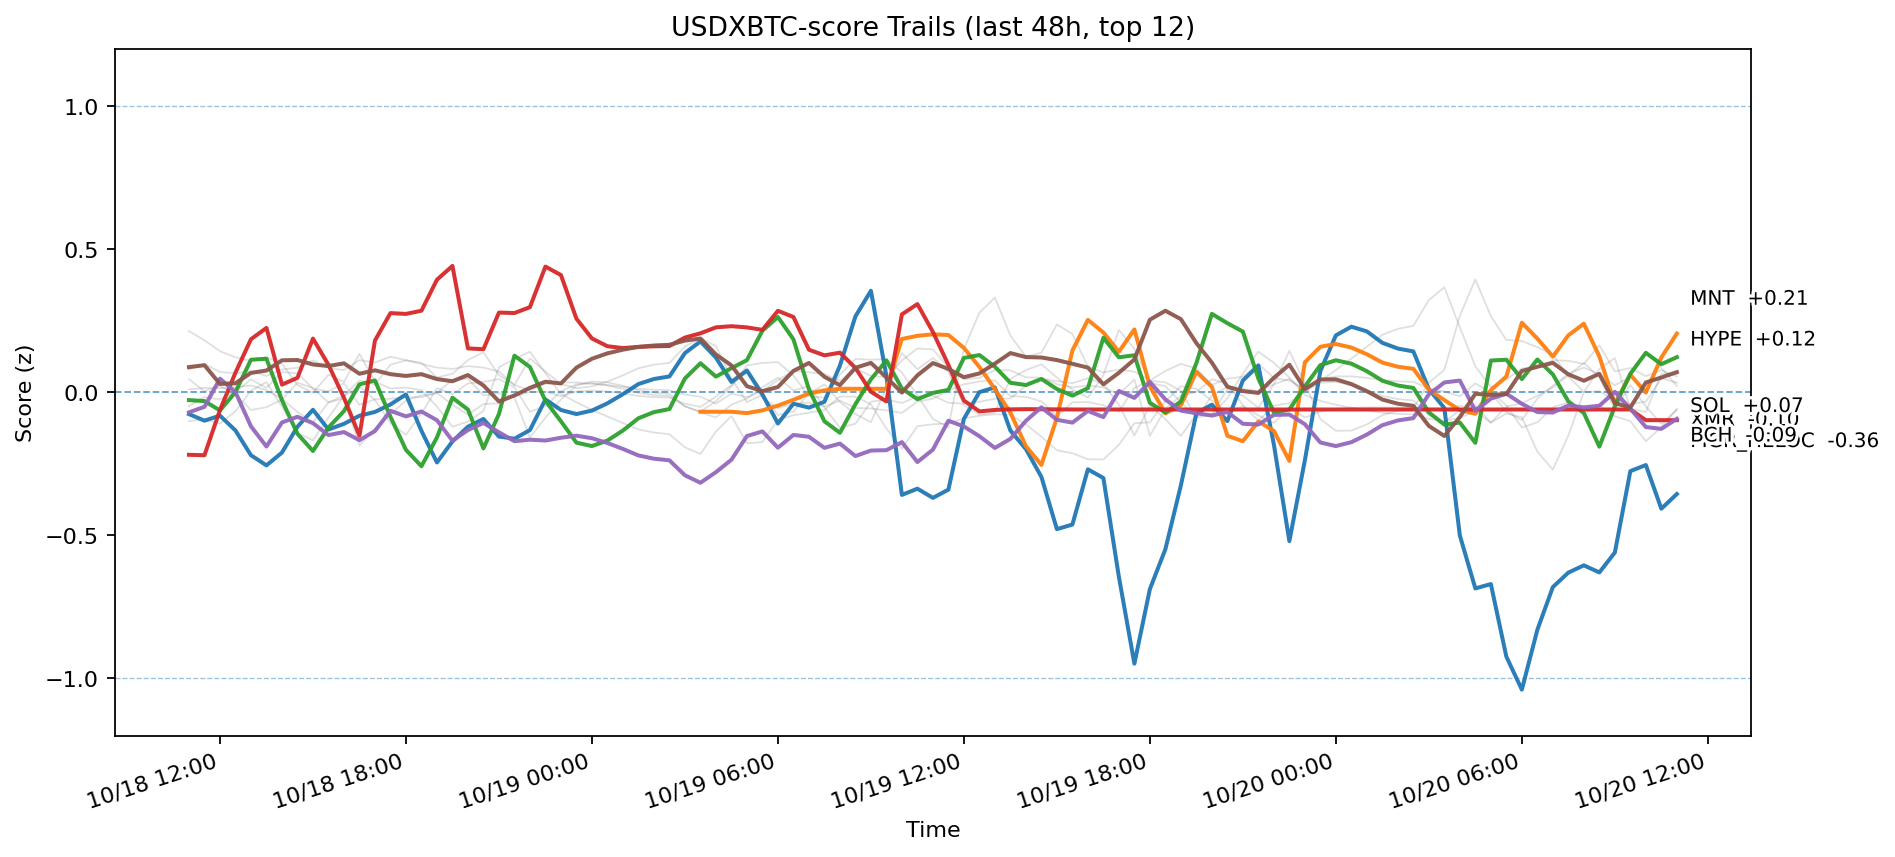 USDXBTC-score Trails (last 48h, top 12)
Score (z)
1.0
0.5
0.0
−0.5
−1.0
MNT +0.21
HYPE +0.12
SOL +0.07
XMR -0.10
BCH -0.09
-0.36
10/18 12:00
10/18 18:00
10/19 00:00
10/19 06:00
10/19 12:00
10/19 18:00
10/20 00:00
10/20 06:00
10/20 12:00
Time